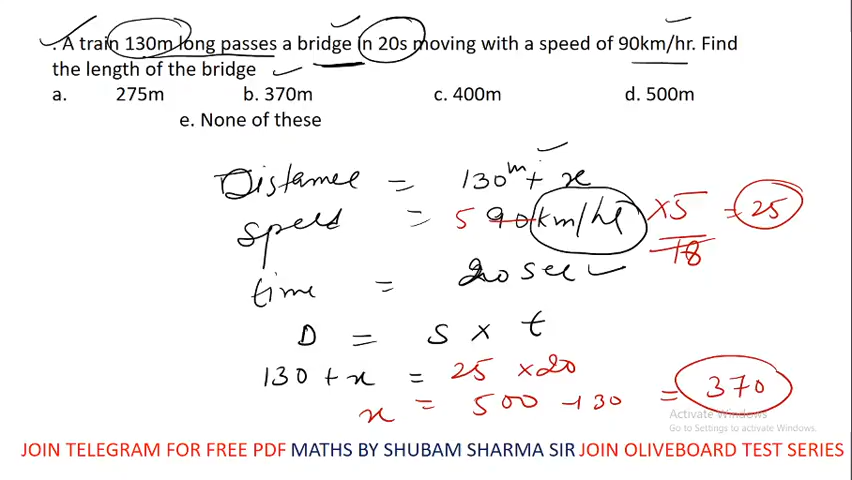 . A train 130m long passes a bridge in 20s moving with a speed of 90km/hr. Find
the length of the bridge
a. 275m b. 370m c. 400m d. 500m
e. None of these
Distance = 130m + x
speed = 5 90km/hr × 5/18 = 25
time = 20 sec
D = S × t
130 + x = 25 × 20
x = 500 - 130 = 370
Activate Windows
Go to Settings to activate Windows.
JOIN TELEGRAM FOR FREE PDF MATHS BY SHUBAM SHARMA SIR JOIN OLIVEBOARD TEST SERIES